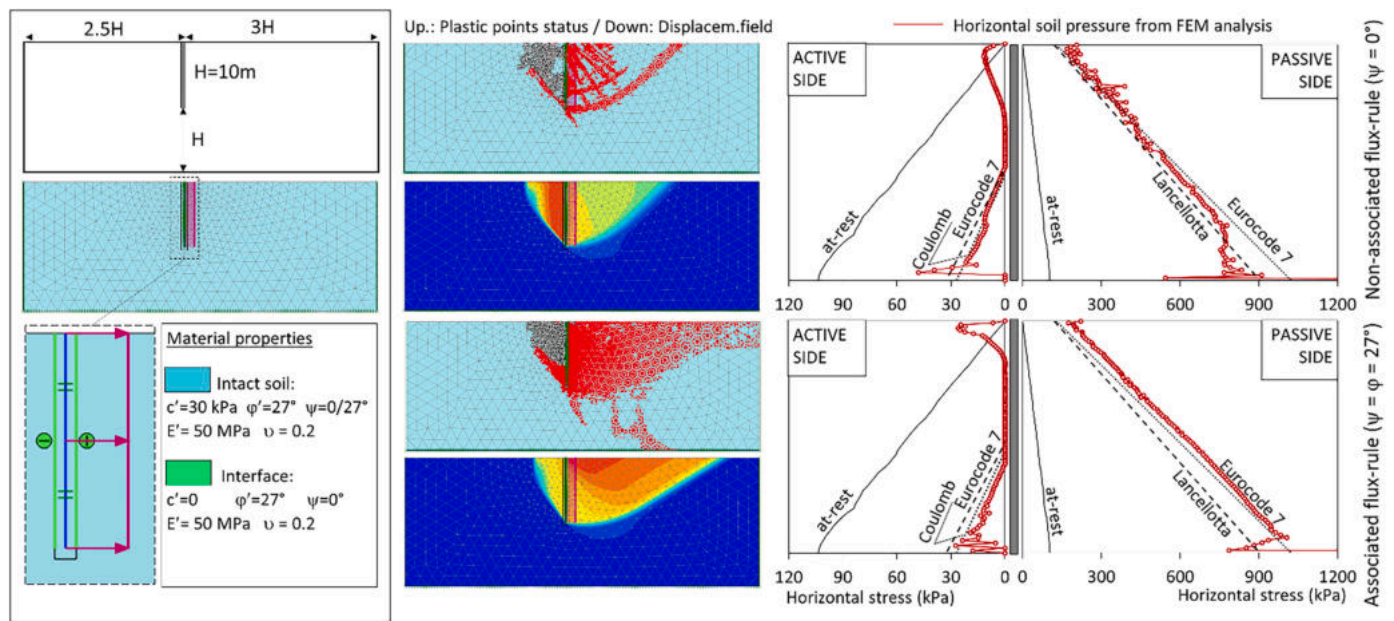 2.5H
3H
H=10m
H
Material properties
Intact soil:
c'=30 kPa φ'=27° ψ=0/27°
E'= 50 MPa υ = 0.2
Interface:
c'=0 φ'=27° ψ=0°
E'= 50 MPa υ = 0.2
Up.: Plastic points status / Down: Displacem.field
Horizontal soil pressure from FEM analysis
ACTIVE
SIDE
at-rest
Coulomb
Eurocode 7
PASSIVE
SIDE
at-rest
Lancellotta
Eurocode 7
120 90 60 30 0
0 300 600 900 1200
Non-associated flux-rule (ψ = 0°)
ACTIVE
SIDE
at-rest
Coulomb
Eurocode 7
PASSIVE
SIDE
at-rest
Lancellotta
Eurocode 7
120 90 60 30 0
Horizontal stress (kPa)
0 300 600 900 1200
Horizontal stress (kPa)
Associated flux-rule (ψ = φ = 27°)